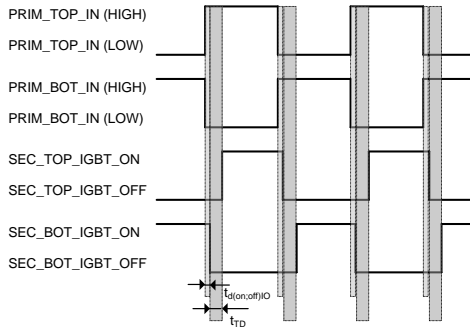 PRIM_TOP_IN (HIGH)
PRIM_TOP_IN (LOW)
PRIM_BOT_IN (HIGH)
PRIM_BOT_IN (LOW)
SEC_TOP_IGBT_ON
SEC_TOP_IGBT_OFF
SEC_BOT_IGBT_ON
SEC_BOT_IGBT_OFF
td(on;off)IO
tTD